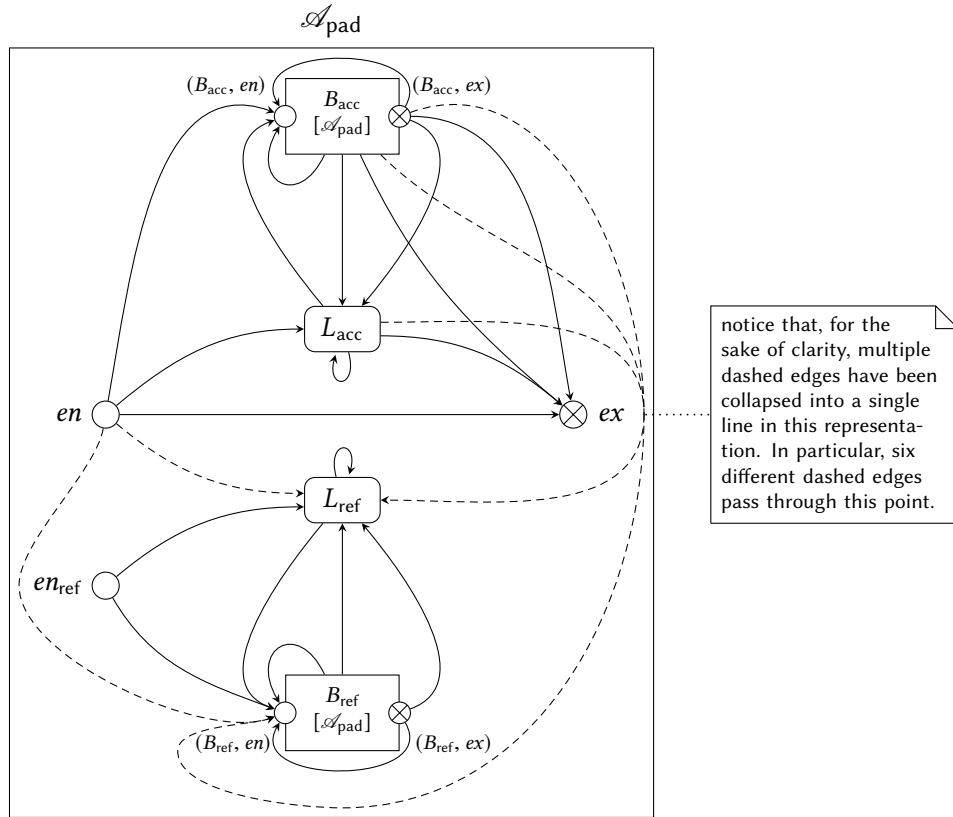 𝒜pad
(Bacc, en)
(Bacc, ex)
Bacc
[𝒜pad]
Lacc
notice that, for the
sake of clarity, multiple
dashed edges have been
collapsed into a single
line in this representa-
tion. In particular, six
different dashed edges
pass through this point.
en
ex
Lref
enref
Bref
[𝒜pad]
(Bref, en)
(Bref, ex)